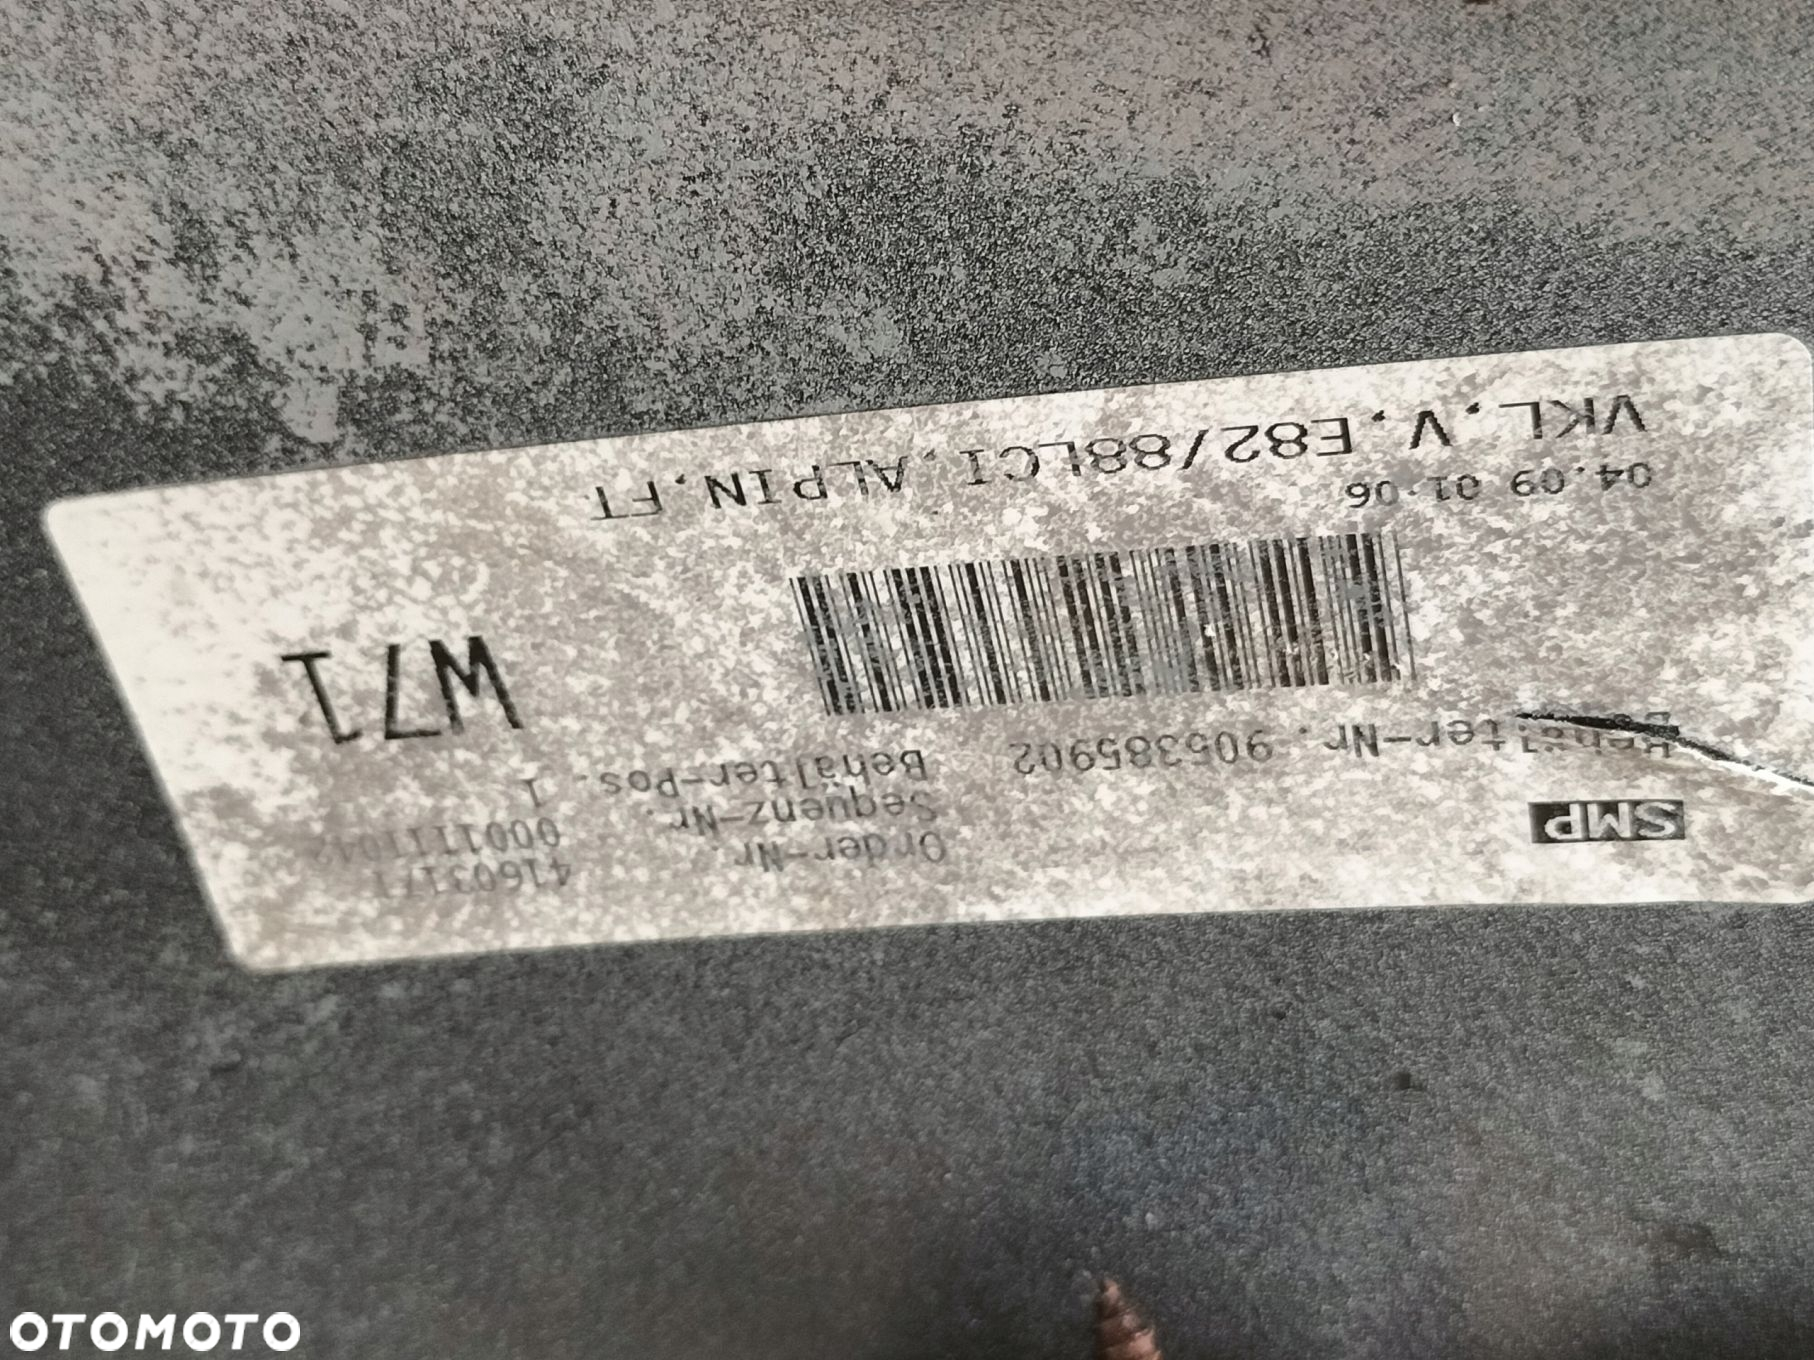 SMP
Order-Nr. 41603171
Sequenz-Nr.
Behälter-Nr. 905385902 Behälter-Pos. 1
W71
04.09 01.06
VKL.V.E82/88LCI.ALPIN.FT
OTOMOTO